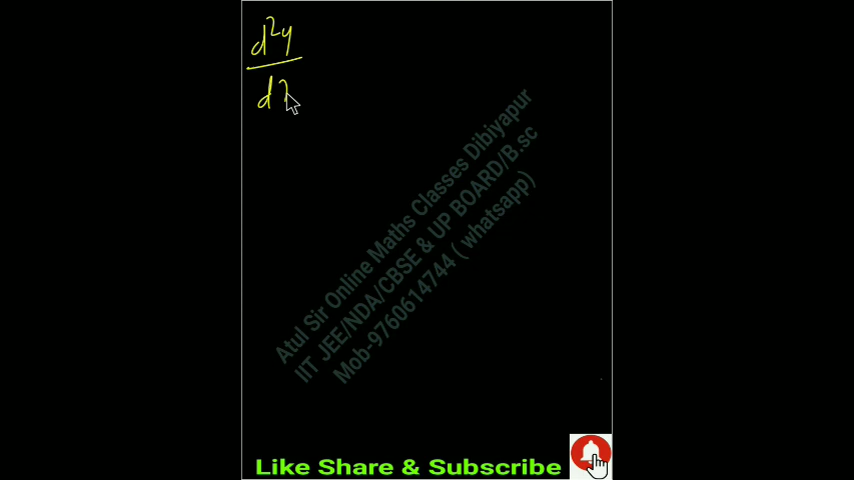 d²y
d
Atul Sir Online Maths Classes Dibiyapur
IIT JEE/NDA/CBSE & UP BOARD/B.sc
Mob-9760614744 ( whatsapp)
Like Share & Subscribe